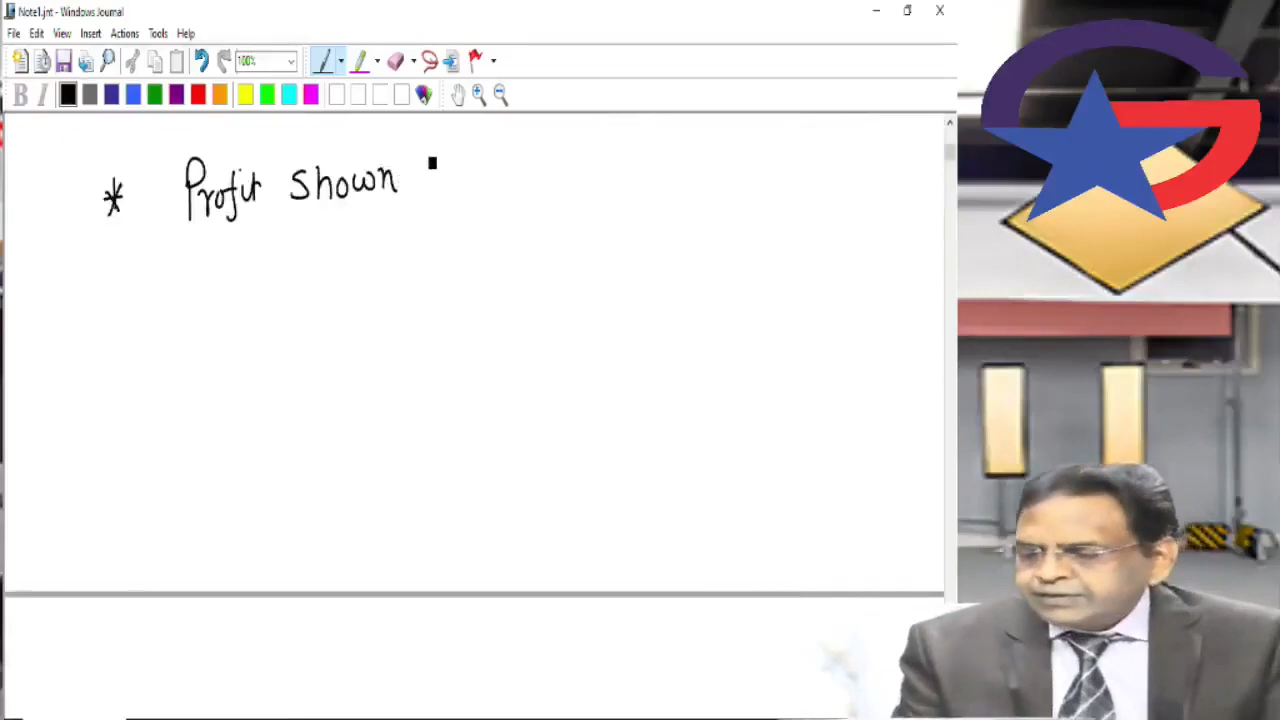 Note1.jnt - Windows Journal
File Edit View Insert Actions Tools Help
100%
B I
* Profit shown